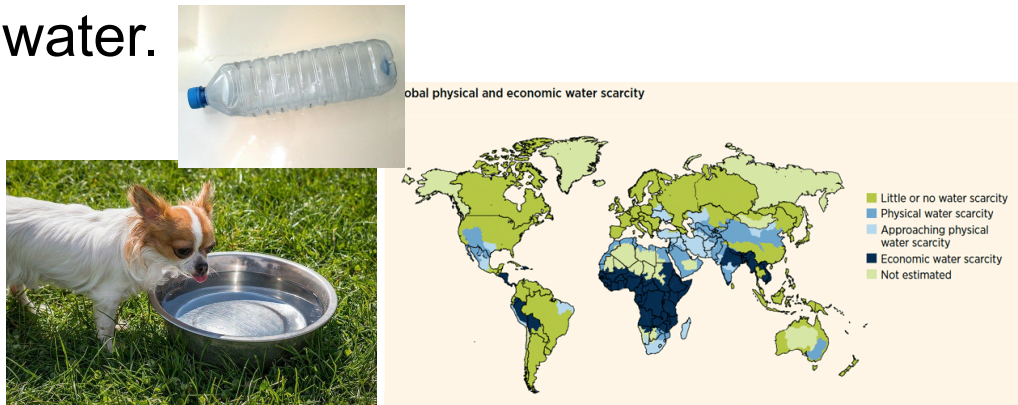 water.
obal physical and economic water scarcity
Little or no water scarcity
Physical water scarcity
Approaching physical
water scarcity
Economic water scarcity
Not estimated